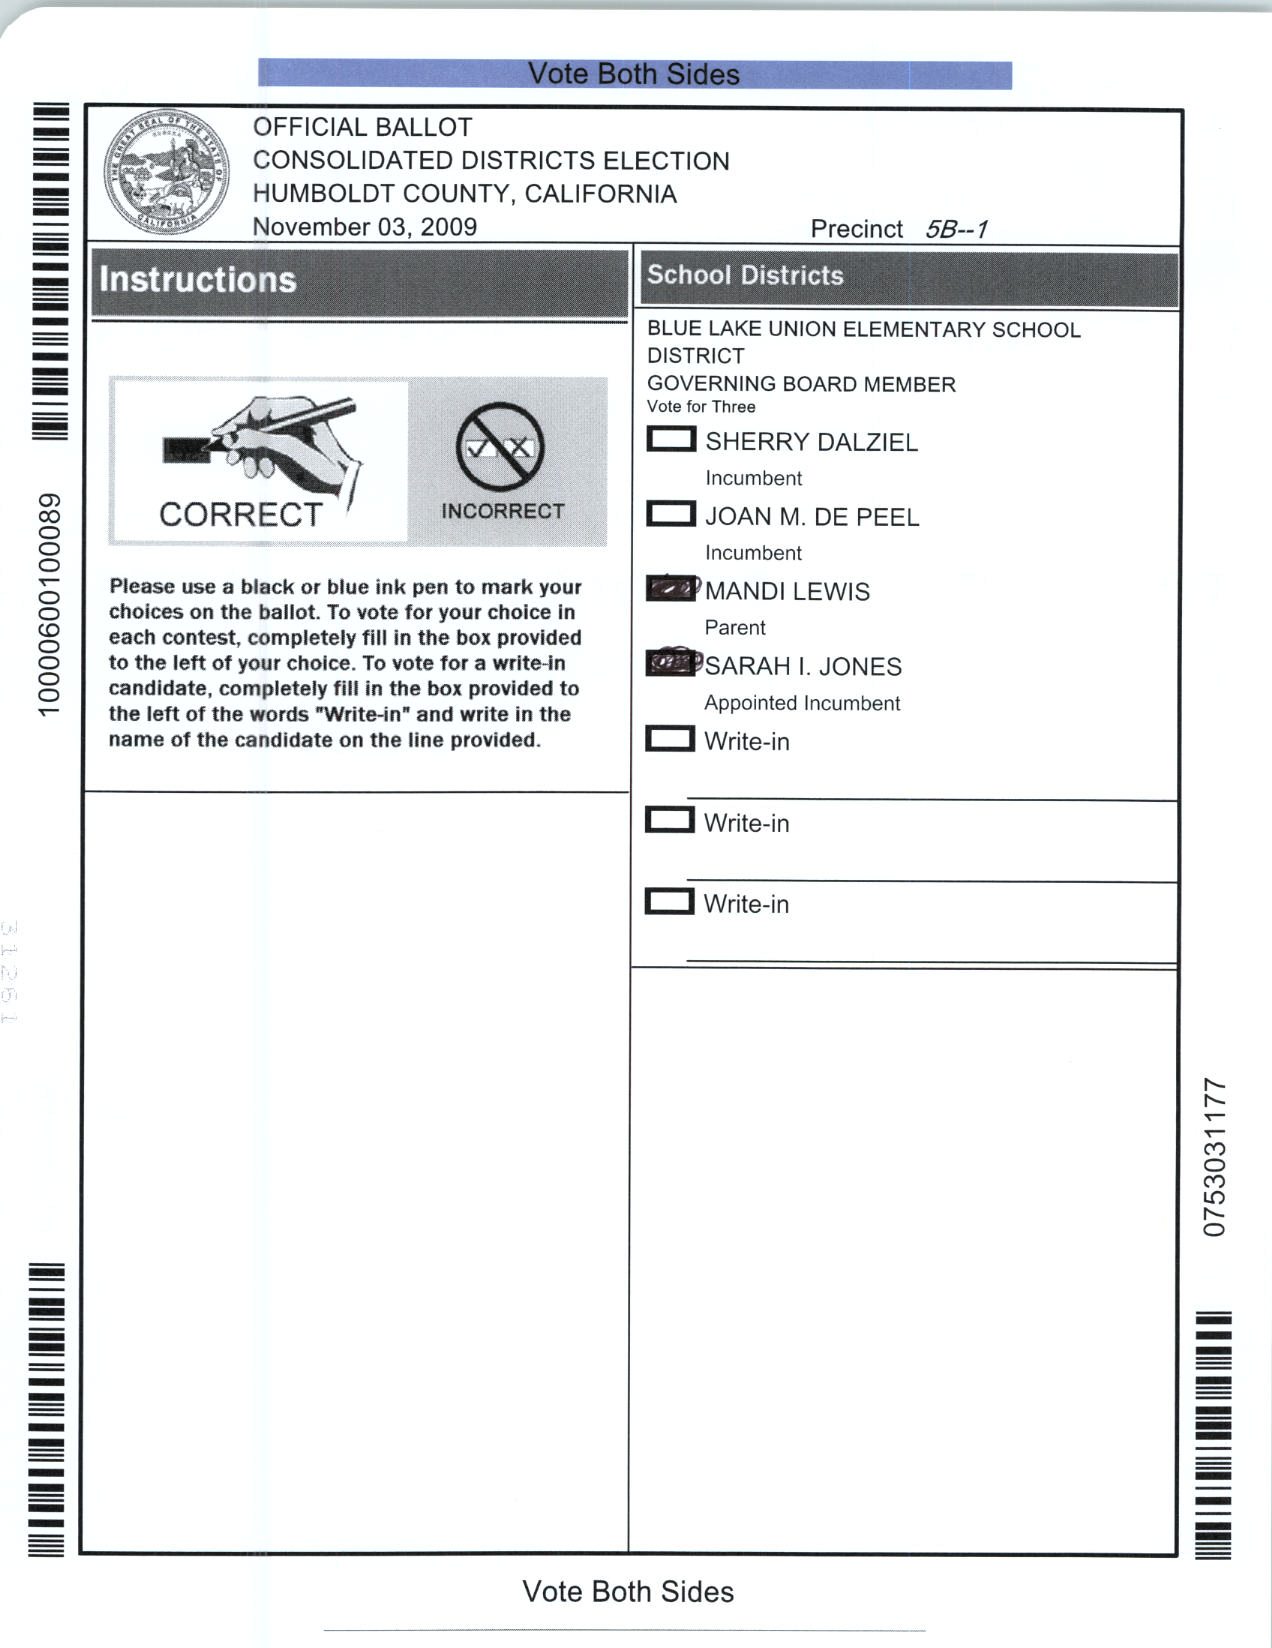 Vote Both Sides
OFFICIAL BALLOT
CONSOLIDATED DISTRICTS ELECTION
HUMBOLDT COUNTY, CALIFORNIA
November 03, 2009
Precinct 5B--1
THE GREAT SEAL OF THE STATE OF CALIFORNIA
EUREKA
Instructions
CORRECT
INCORRECT
Please use a black or blue ink pen to mark your
choices on the ballot. To vote for your choice in
each contest, completely fill in the box provided
to the left of your choice. To vote for a write-in
candidate, completely fill in the box provided to
the left of the words "Write-in" and write in the
name of the candidate on the line provided.
School Districts
BLUE LAKE UNION ELEMENTARY SCHOOL
DISTRICT
GOVERNING BOARD MEMBER
Vote for Three
SHERRY DALZIEL
Incumbent
JOAN M. DE PEEL
Incumbent
MANDI LEWIS
Parent
SARAH I. JONES
Appointed Incumbent
Write-in
Write-in
Write-in
10000600100089
0753031177
Vote Both Sides